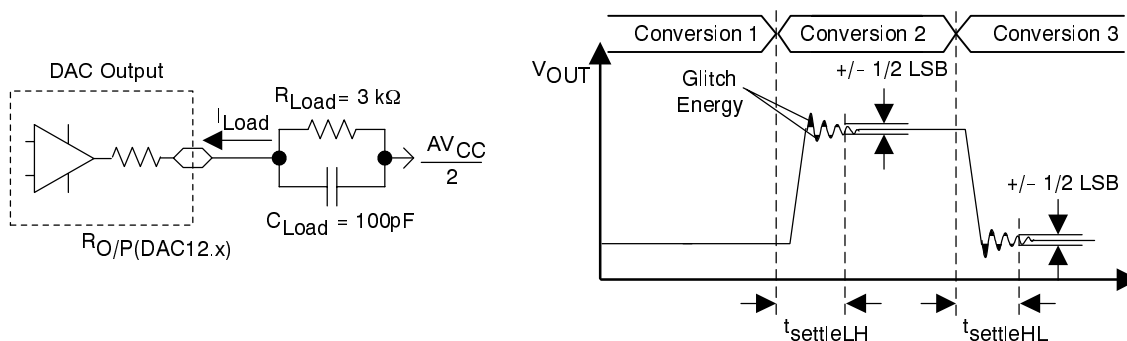 DAC Output
R_Load = 3 kΩ
I_Load
AV_CC
2
C_Load = 100pF
R_O/P(DAC12.x)
Conversion 1
Conversion 2
Conversion 3
V_OUT
Glitch
Energy
+/- 1/2 LSB
+/- 1/2 LSB
t_settleLH
t_settleHL